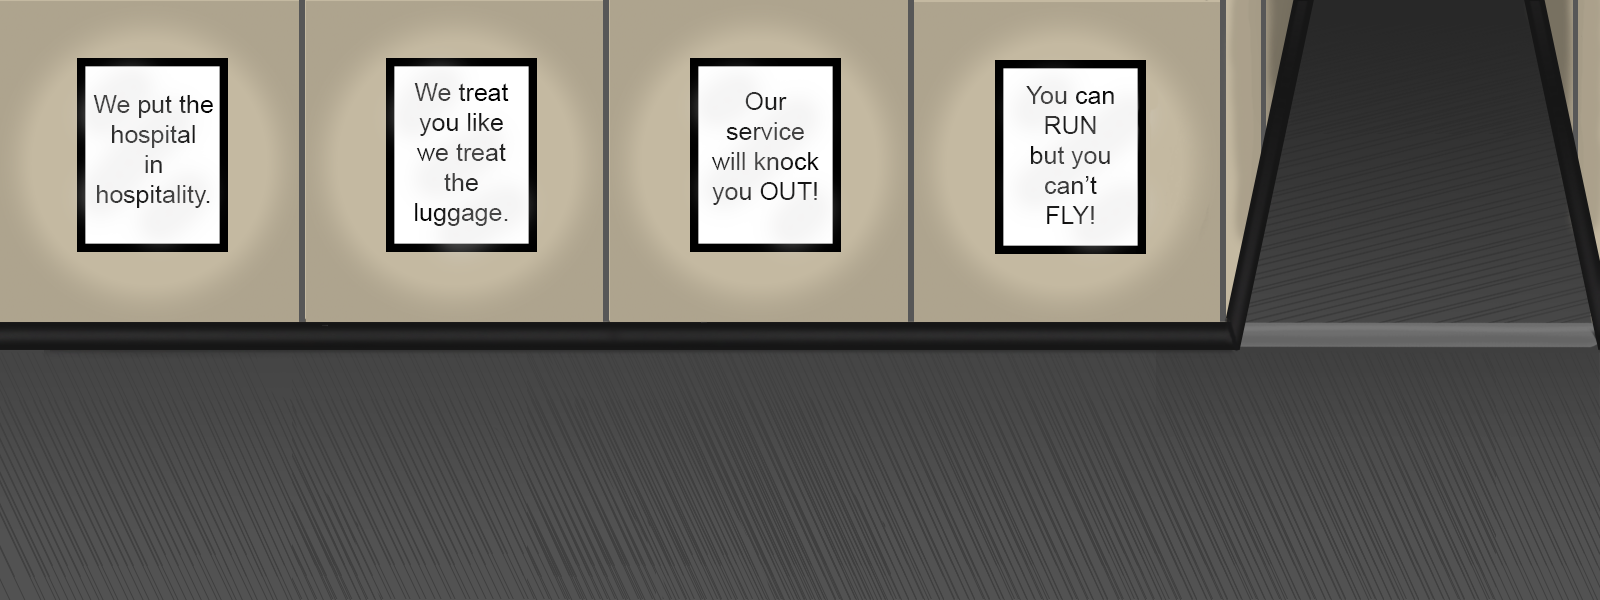 We put the
hospital
in
hospitality.
We treat
you like
we treat
the
luggage.
Our
service
will knock
you OUT!
You can
RUN
but you
can’t
FLY!